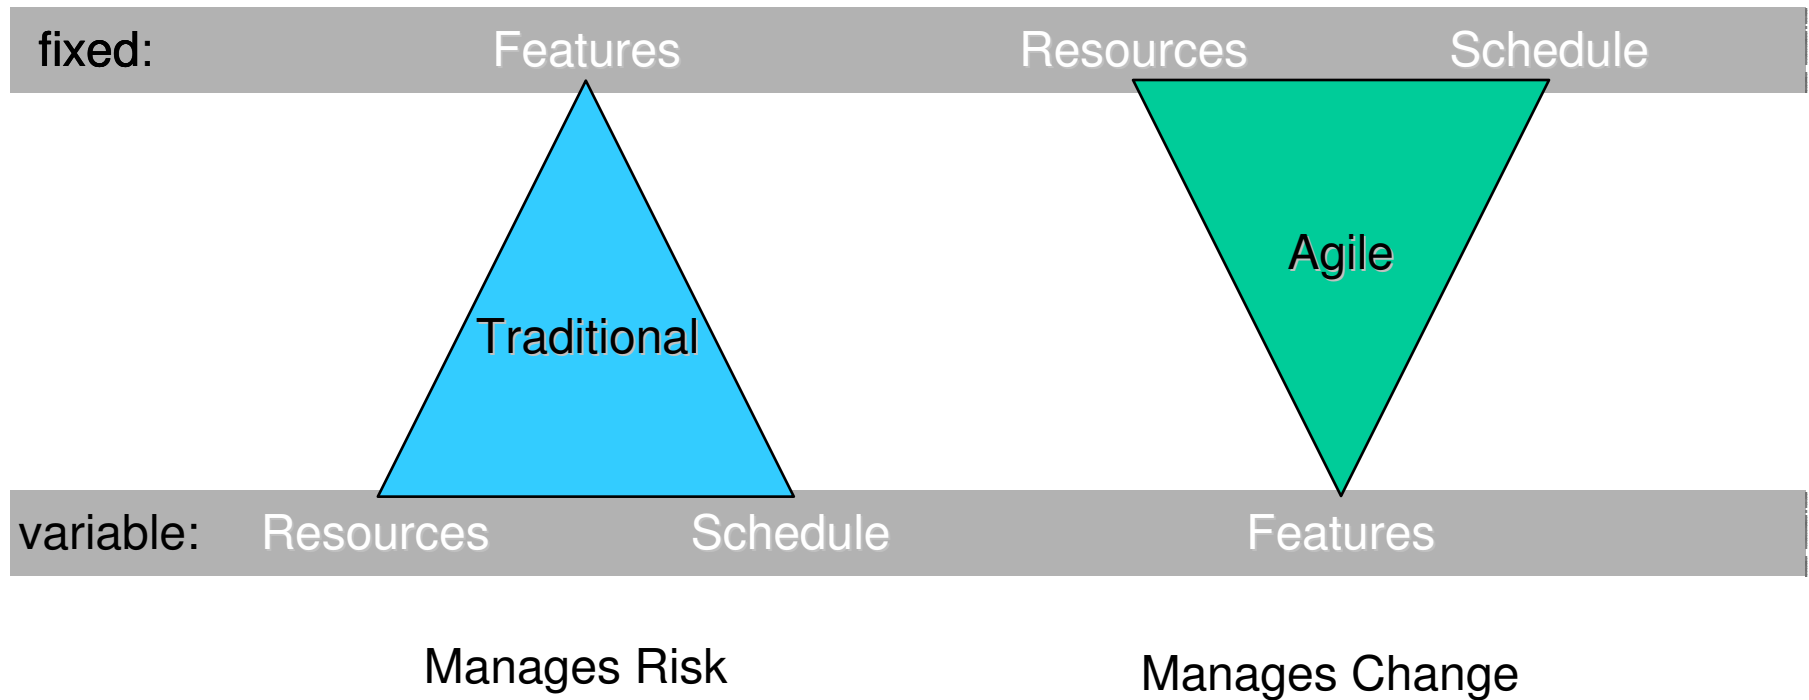 fixed: Features Resources Schedule
Traditional
Agile
variable: Resources Schedule Features
Manages Risk
Manages Change